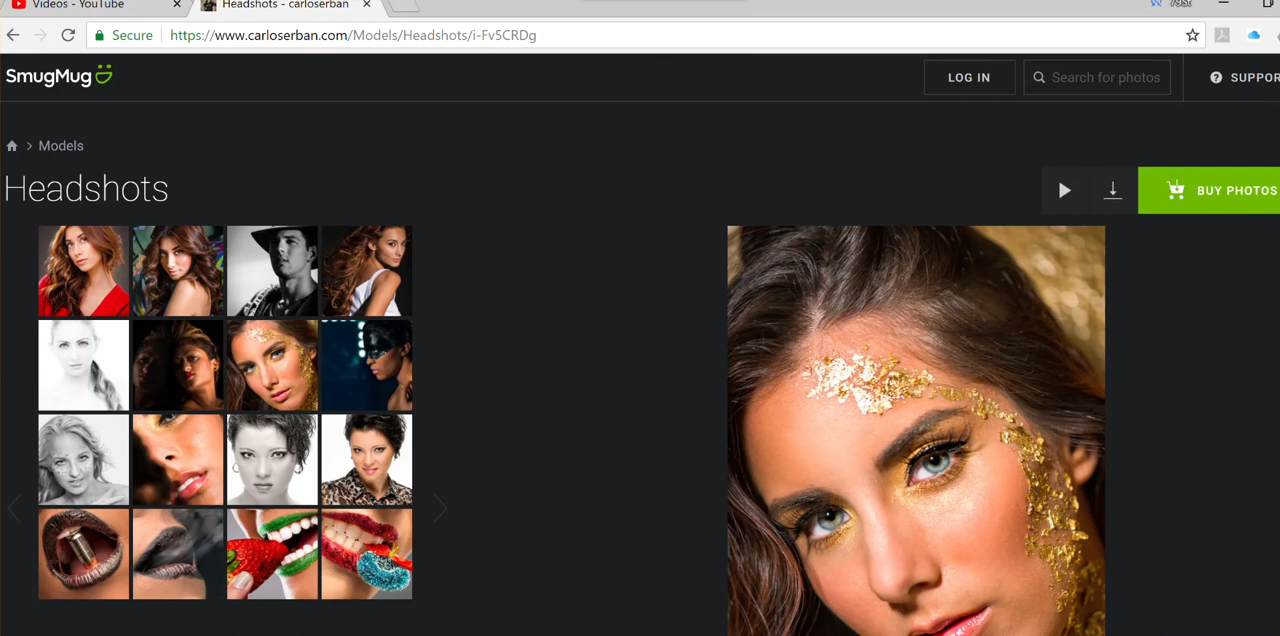 Videos - YouTube
Headshots - carloserban
Secure
https://www.carloserban.com/Models/Headshots/i-Fv5CRDg
SmugMug
LOG IN
Search for photos
SUPPOR
Models
Headshots
BUY PHOTOS